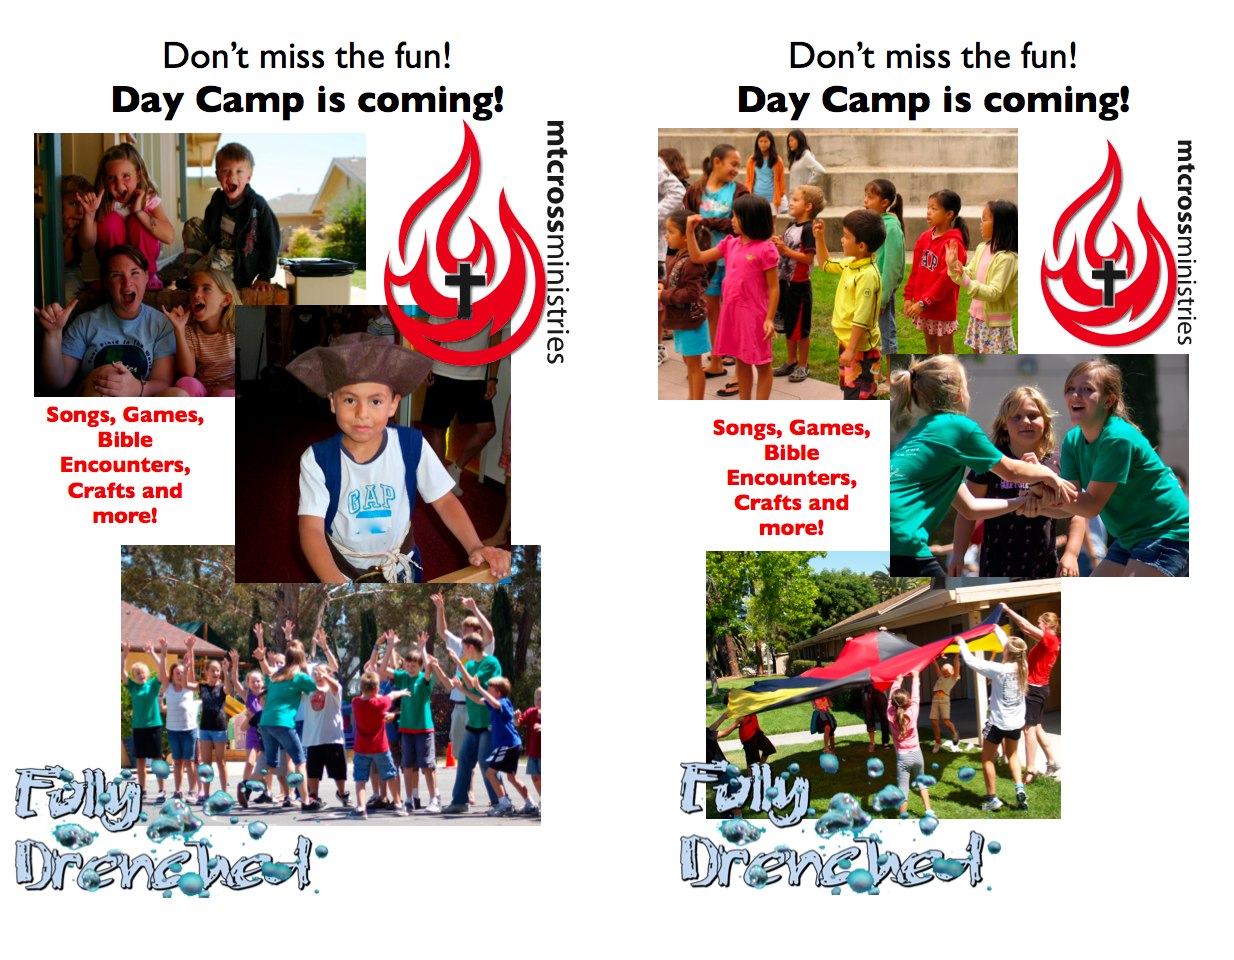 Don't miss the fun!
Day Camp is coming!
mtcrossministries
GAP
Songs, Games,
Bible
Encounters,
Crafts and
more!
Fully
Drenched
Don't miss the fun!
Day Camp is coming!
mtcrossministries
Songs, Games,
Bible
Encounters,
Crafts and
more!
Fully
Drenched